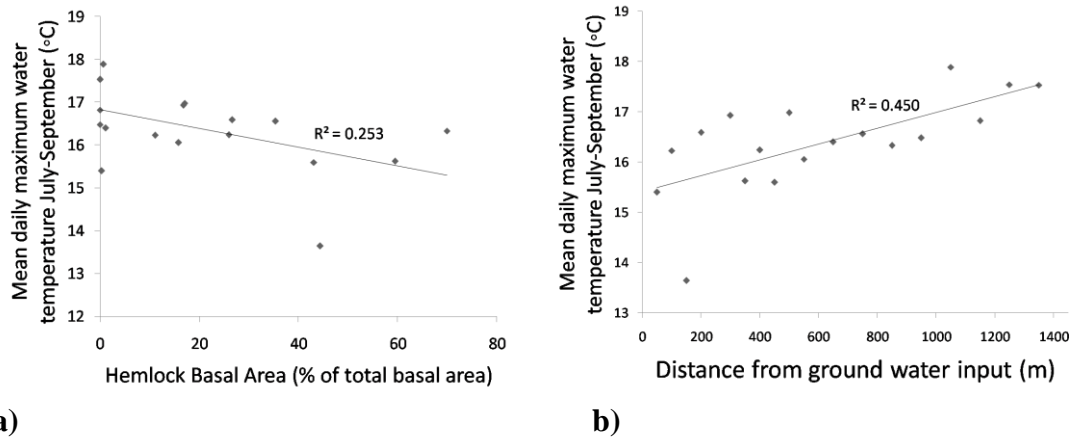 Mean daily maximum water
temperature July-September (°C)
19
18
17
16
15
14
13
12
R² = 0.253
0
20
40
60
80
Hemlock Basal Area (% of total basal area)
a)
Mean daily maximum water
temperature July-September (°C)
19
18
17
16
15
14
13
R² = 0.450
0
200
400
600
800
1000
1200
1400
Distance from ground water input (m)
b)